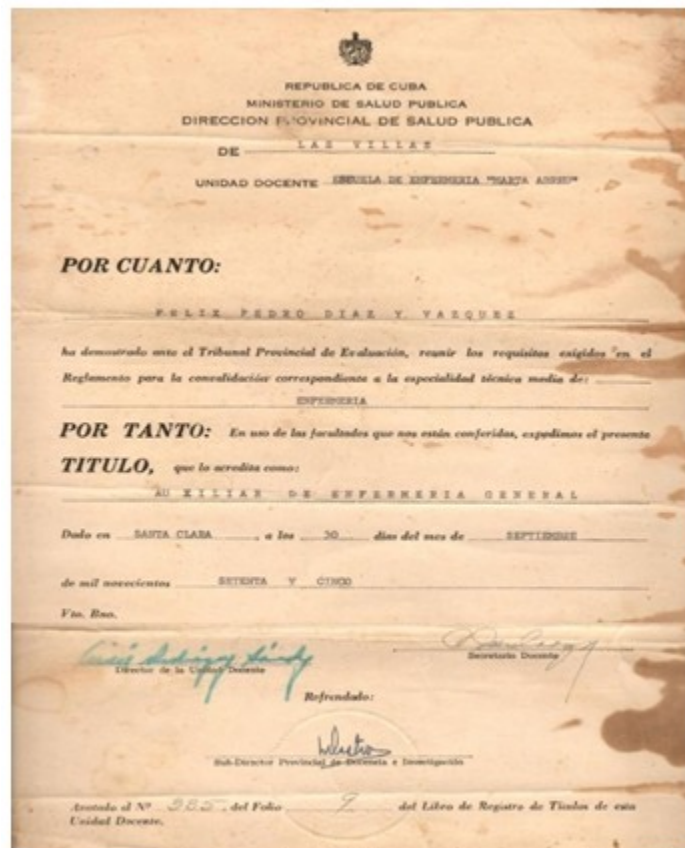 REPUBLICA DE CUBA
MINISTERIO DE SALUD PUBLICA
DIRECCION PROVINCIAL DE SALUD PUBLICA
DE LAS VILLAS
UNIDAD DOCENTE ESCUELA DE ENFERMERIA "MARTA ABREU"
POR CUANTO:
FELIX PEDRO DIAZ Y VAZQUEZ
ha demostrado ante el Tribunal Provincial de Evaluación, reunir los requisitos exigidos en el
Reglamento para la convalidación correspondiente a la especialidad técnica media de:
ENFERMERIA
POR TANTO: En uso de las facultades que nos están conferidas, expedimos el presente
TITULO, que lo acredita como:
AUXILIAR DE ENFERMERIA GENERAL
Dado en SANTA CLARA, a los 30 días del mes de SEPTIEMBRE
de mil novecientos SETENTA Y CINCO
Vto. Bno.
Director de la Unidad Docente
Secretario Docente
Refrendado:
Sub-Director Provincial de Docencia e Investigación
Anotado al Nº 985, del Folio 9 del Libro de Registro de Títulos de esta
Unidad Docente.